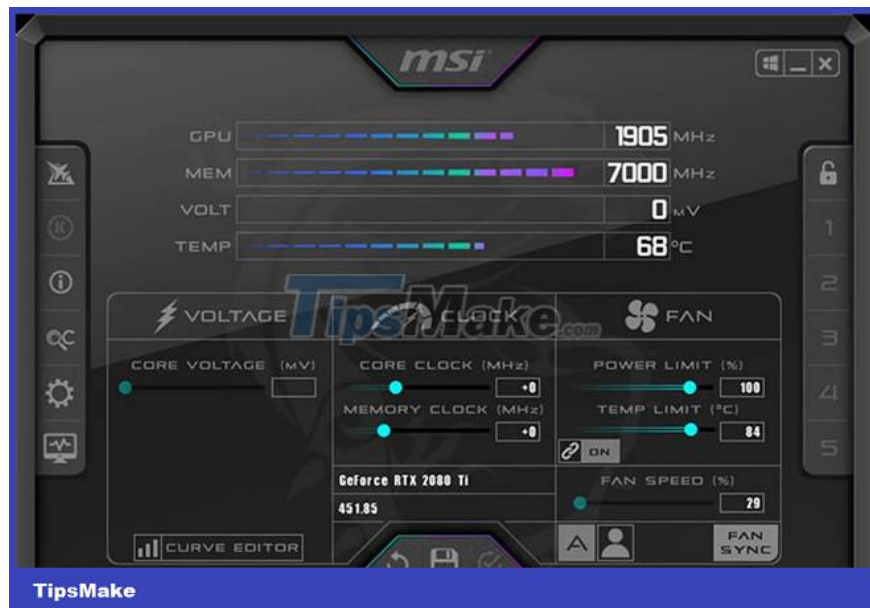 msi
GPU 1905 MHz
MEM 7000 MHz
VOLT 0 MV
TEMP 68 °C
K
1
2
3
4
5
i
OC
TipsMake.com
VOLTAGE
CLOCK
FAN
CORE VOLTAGE (MV)
CORE CLOCK (MHz)
+0
MEMORY CLOCK (MHz)
+0
POWER LIMIT (%)
100
TEMP LIMIT (°C)
84
ON
GeForce RTX 2080 Ti
451.85
FAN SPEED (%)
29
CURVE EDITOR
A
FAN
SYNC
TipsMake